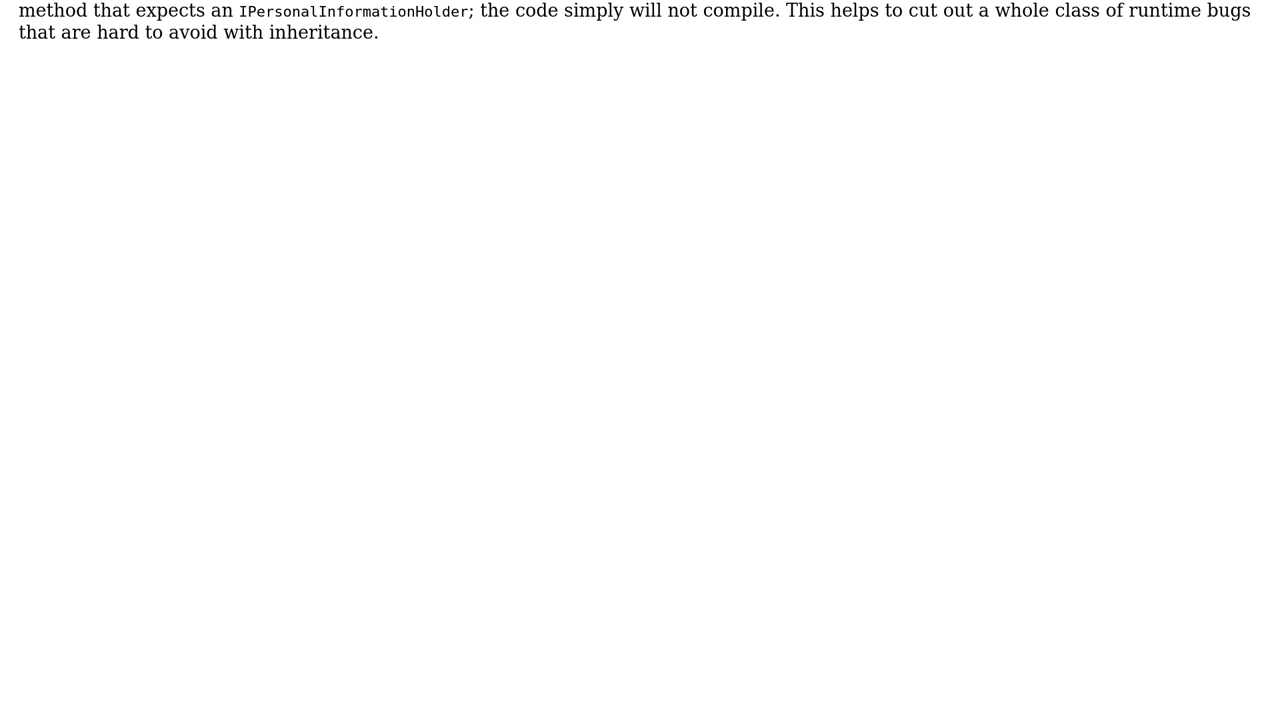 method that expects an IPersonalInformationHolder; the code simply will not compile. This helps to cut out a whole class of runtime bugs
that are hard to avoid with inheritance.